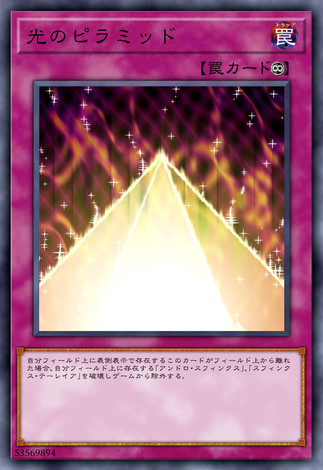 光のピラミッド
トラップ
罠
【罠カード♾】
自分フィールド上に表側表示で存在するこのカードがフィールド上から離れ
た場合、自分フィールド上に存在する「アンドロ・スフィンクス」、「スフィンク
ス・テーレイア」を破壊しゲームから除外する。
53569894